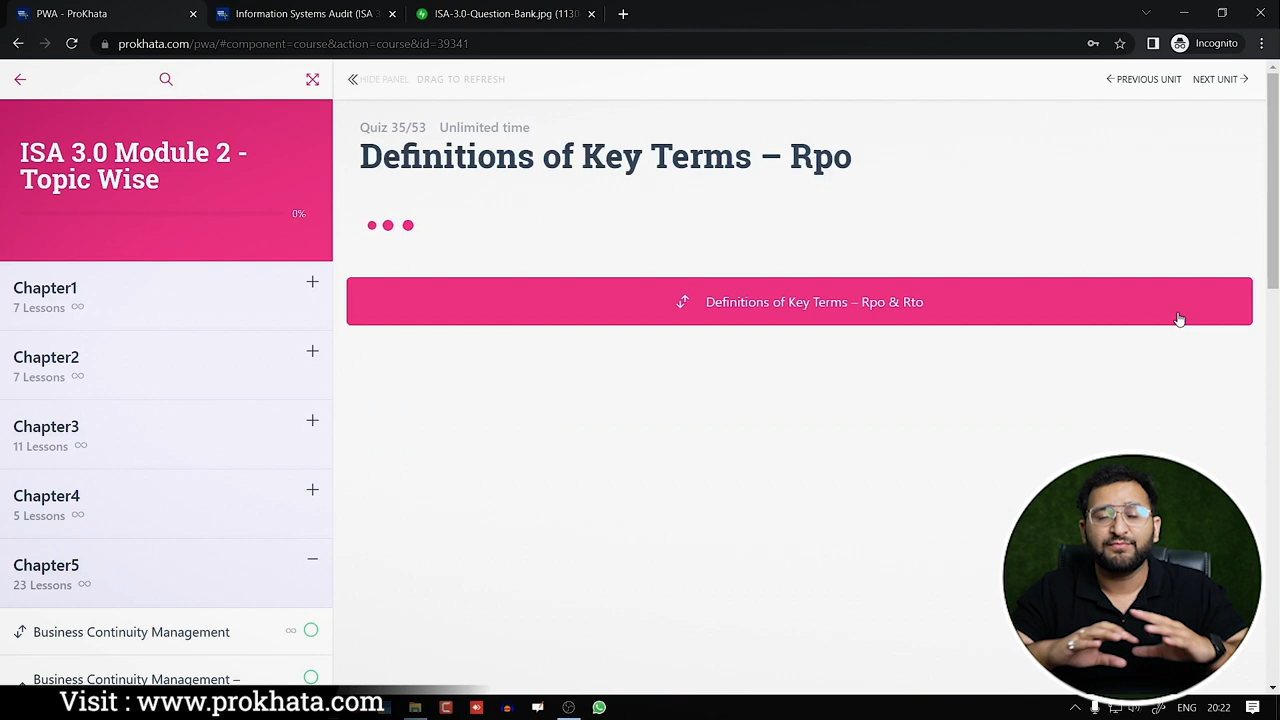 PWA - ProKhata
Information Systems Audit (ISA 3
ISA-3.0-Question-Bank.jpg (1130
prokhata.com/pwa/#component=course&action=course&id=39341
Incognito
HIDE PANEL
DRAG TO REFRESH
PREVIOUS UNIT
NEXT UNIT
ISA 3.0 Module 2 -
Topic Wise
0%
Quiz 35/53 Unlimited time
Definitions of Key Terms – Rpo
Definitions of Key Terms – Rpo & Rto
Chapter1
7 Lessons
Chapter2
7 Lessons
Chapter3
11 Lessons
Chapter4
5 Lessons
Chapter5
23 Lessons
Business Continuity Management
Business Continuity Management –
Visit : www.prokhata.com
ENG
20:22